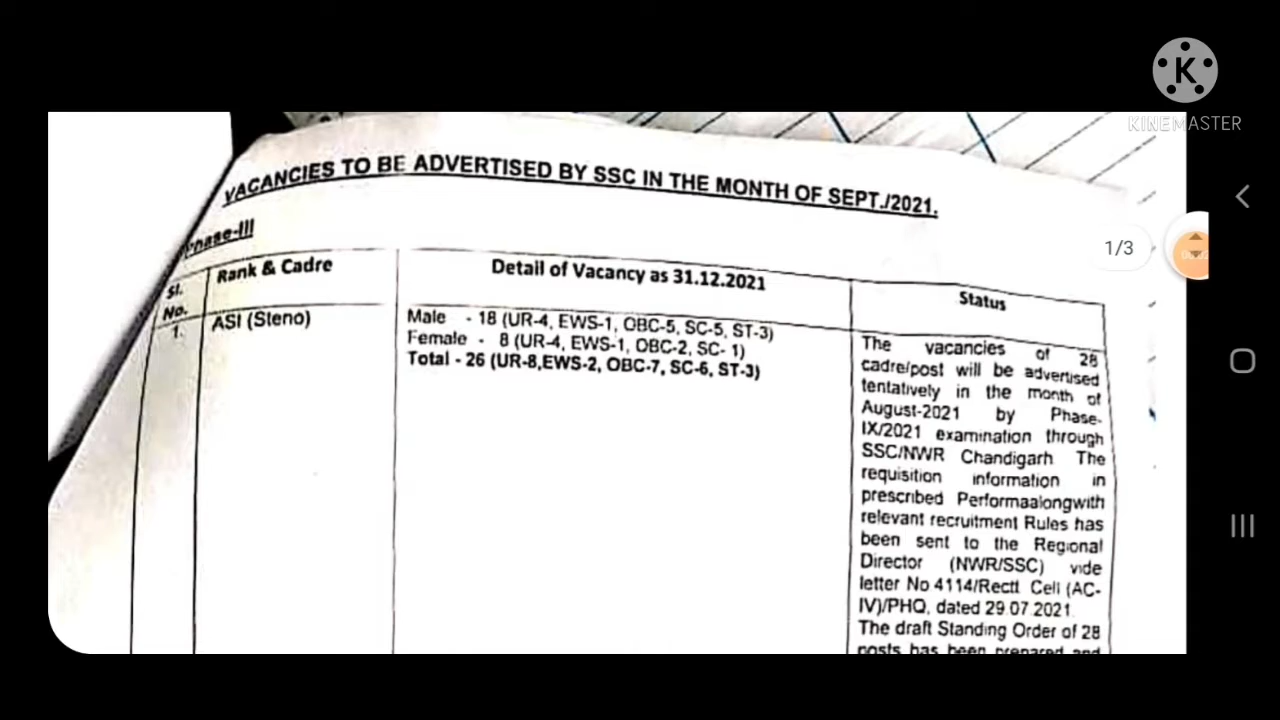 K
KINEMASTER
VACANCIES TO BE ADVERTISED BY SSC IN THE MONTH OF SEPT./2021.
Phase-III
1/3
Sl.
No.
Rank & Cadre
Detail of Vacancy as 31.12.2021
Status
1.
ASI (Steno)
Male - 18 (UR-4, EWS-1, OBC-5, SC-5, ST-3)
Female - 8 (UR-4, EWS-1, OBC-2, SC- 1)
Total - 26 (UR-8,EWS-2, OBC-7, SC-6, ST-3)
The vacancies of 28
cadre/post will be advertised
tentatively in the month of
August-2021 by Phase-
IX/2021 examination through
SSC/NWR Chandigarh The
requisition information in
prescribed Performaalongwith
relevant recruitment Rules has
been sent to the Regional
Director (NWR/SSC) vide
letter No 4114/Rectt Cell (AC-
IV)/PHQ, dated 29 07 2021
The draft Standing Order of 28
posts has been prepared and